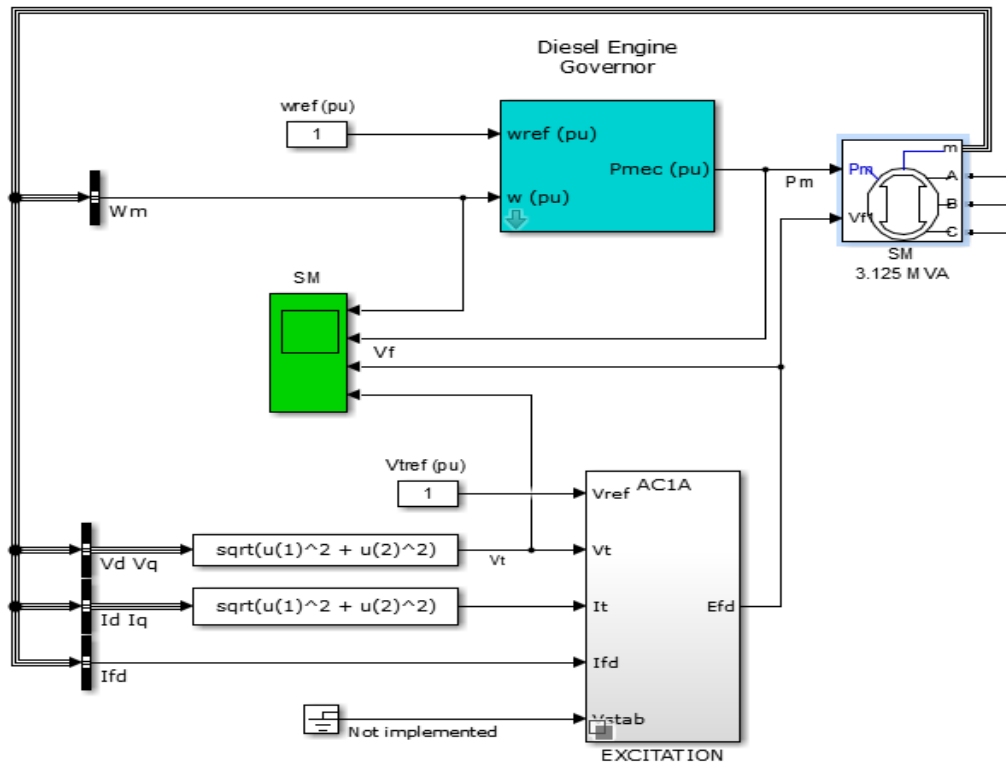 Diesel Engine
Governor
wref (pu)
1
wref (pu)
Pmec (pu)
w (pu)
Wm
Pm
Pm
m
A
B
C
Vf1
SM
3.125 MVA
SM
Vf
Vtref (pu)
1
AC1A
Vref
sqrt(u(1)^2 + u(2)^2)
Vt
Vt
Vd Vq
sqrt(u(1)^2 + u(2)^2)
It
Efd
Id Iq
Ifd
Ifd
Vstab
Not implemented
EXCITATION